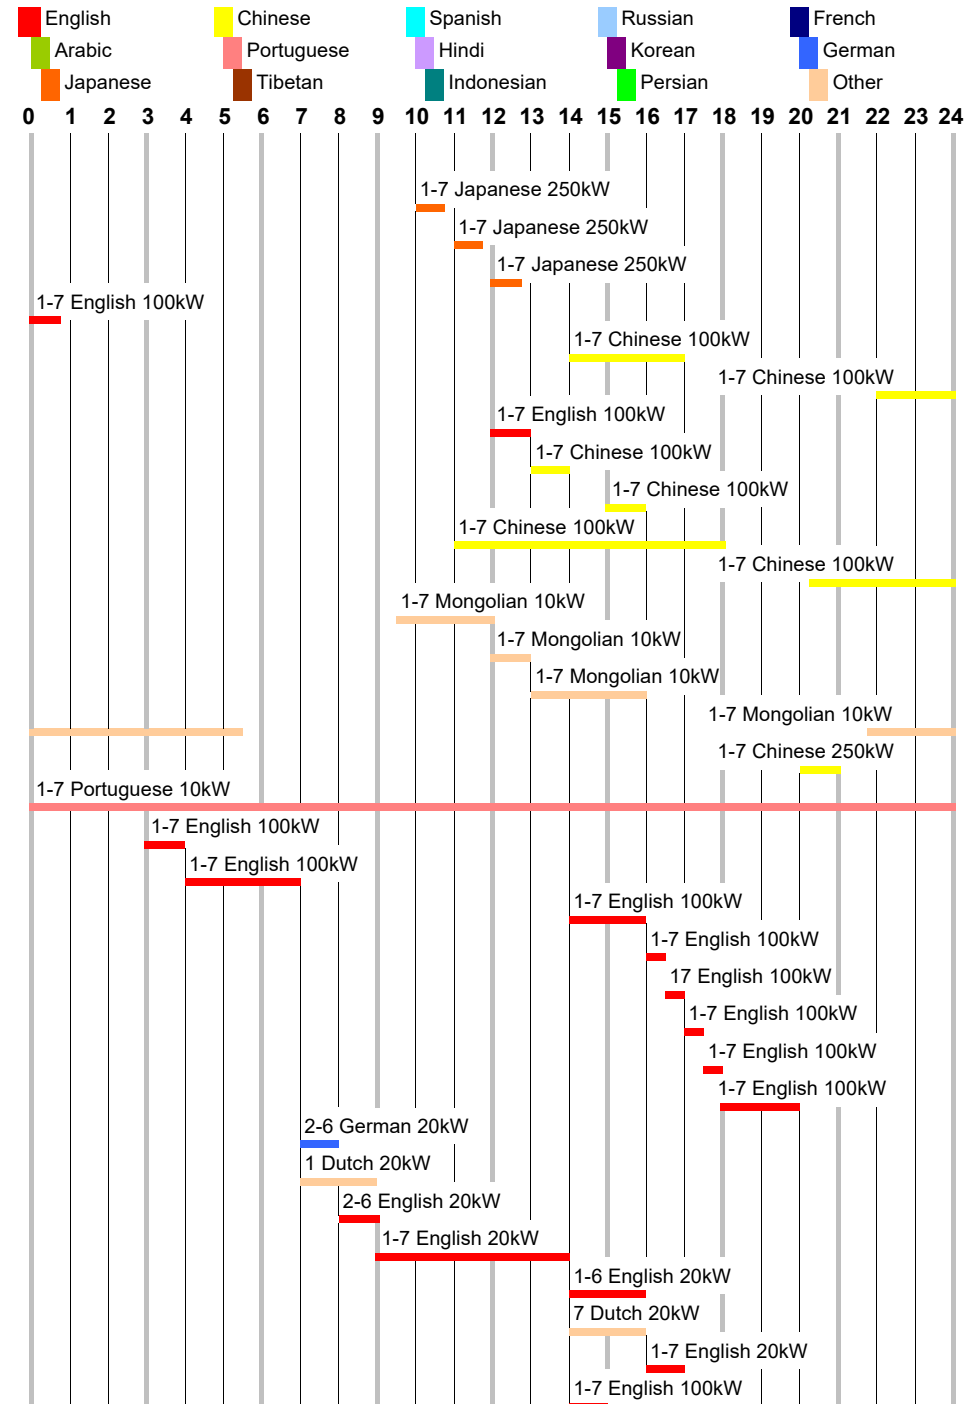 English Chinese Spanish Russian French
Arabic Portuguese Hindi Korean German
Japanese Tibetan Indonesian Persian Other
0 1 2 3 4 5 6 7 8 9 10 11 12 13 14 15 16 17 18 19 20 21 22 23 24
1-7 Japanese 250kW
1-7 Japanese 250kW
1-7 Japanese 250kW
1-7 English 100kW
1-7 Chinese 100kW
1-7 Chinese 100kW
1-7 English 100kW
1-7 Chinese 100kW
1-7 Chinese 100kW
1-7 Chinese 100kW
1-7 Chinese 100kW
1-7 Mongolian 10kW
1-7 Mongolian 10kW
1-7 Mongolian 10kW
1-7 Mongolian 10kW
1-7 Chinese 250kW
1-7 Portuguese 10kW
1-7 English 100kW
1-7 English 100kW
1-7 English 100kW
1-7 English 100kW
17 English 100kW
1-7 English 100kW
1-7 English 100kW
1-7 English 100kW
2-6 German 20kW
1 Dutch 20kW
2-6 English 20kW
1-7 English 20kW
1-6 English 20kW
7 Dutch 20kW
1-7 English 20kW
1-7 English 100kW